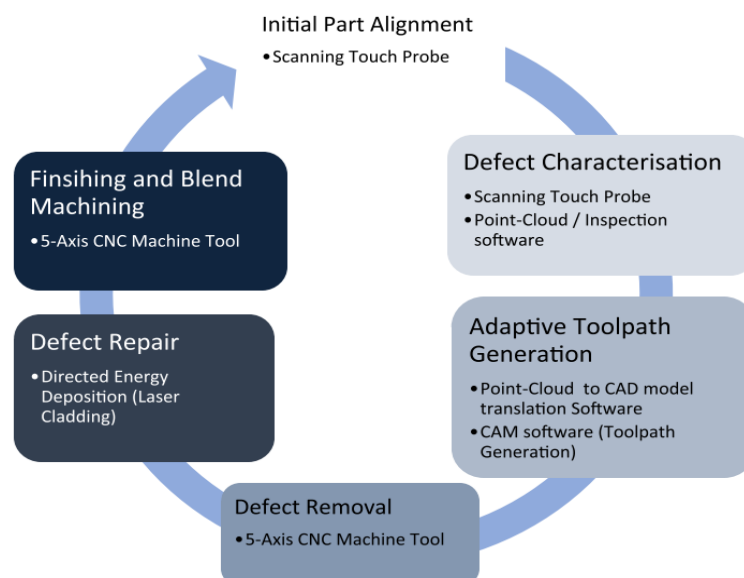 Initial Part Alignment
•Scanning Touch Probe
Defect Characterisation
•Scanning Touch Probe
•Point-Cloud / Inspection
software
Adaptive Toolpath
Generation
•Point-Cloud to CAD model
translation Software
•CAM software (Toolpath
Generation)
Defect Removal
•5-Axis CNC Machine Tool
Defect Repair
•Directed Energy
Deposition (Laser
Cladding)
Finsihing and Blend
Machining
•5-Axis CNC Machine Tool